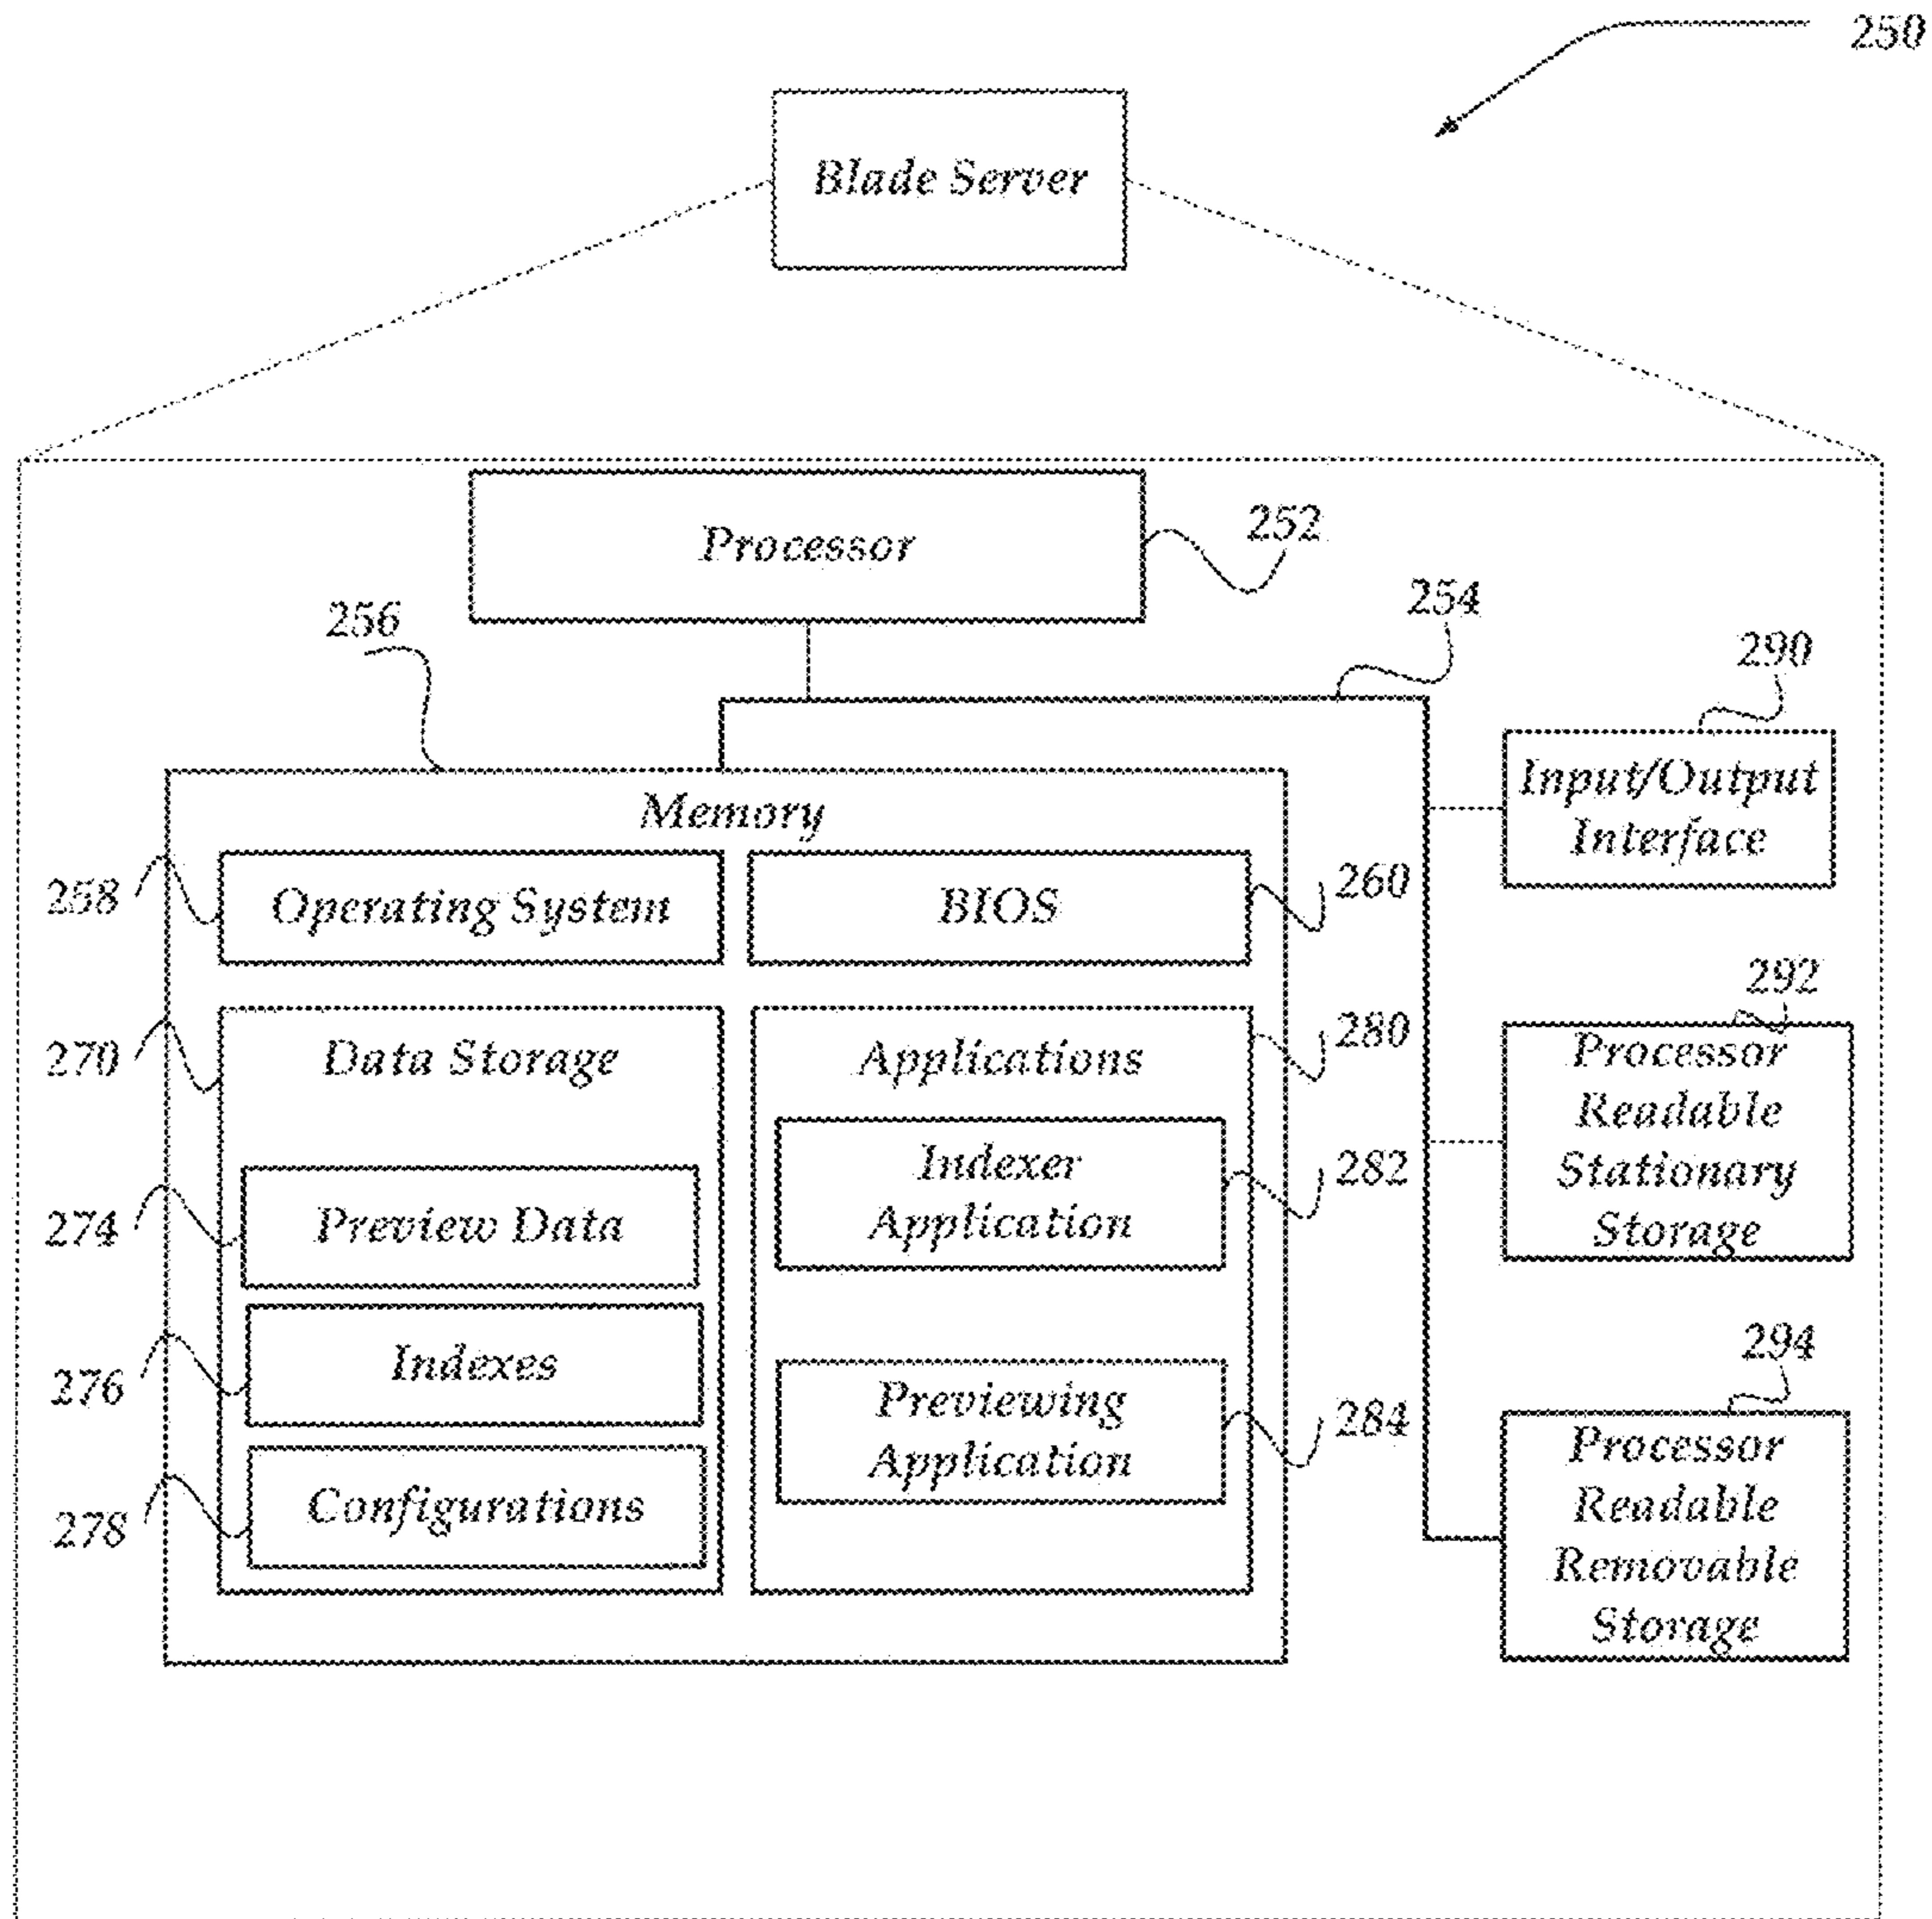 250
Blade Server
Processor
252
256
254
290
Input/Output
Interface
Memory
258
Operating System
BIOS
260
292
Processor
Readable
Stationary
Storage
270
Data Storage
Applications
280
Indexer
Application
282
274
Preview Data
276
Indexes
Previewing
Application
284
294
Processor
Readable
Removable
Storage
278
Configurations